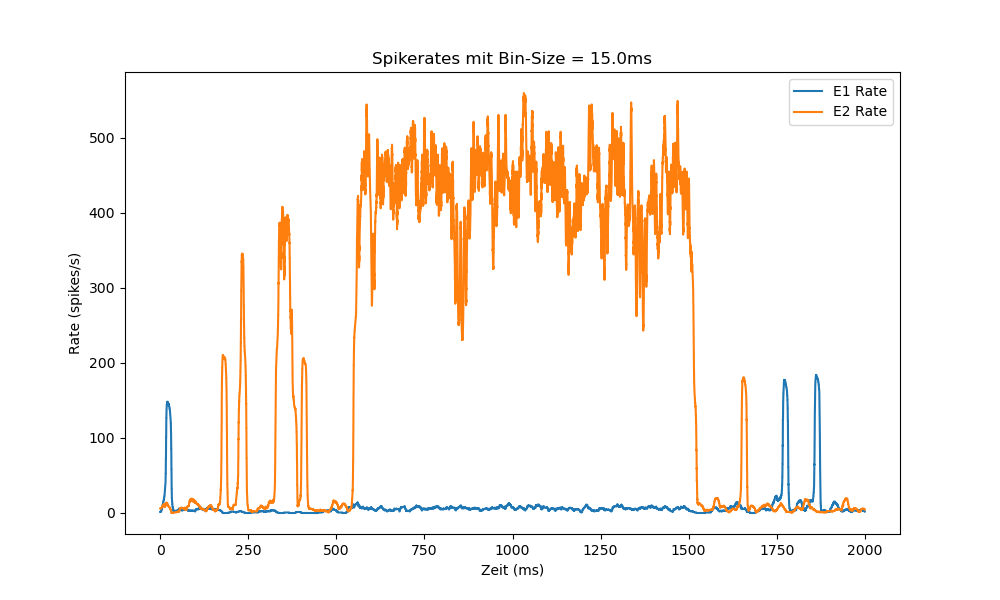 Spikerates mit Bin-Size = 15.0ms
E1 Rate
E2 Rate
500
400
300
200
100
0
Rate (spikes/s)
0 250 500 750 1000 1250 1500 1750 2000
Zeit (ms)